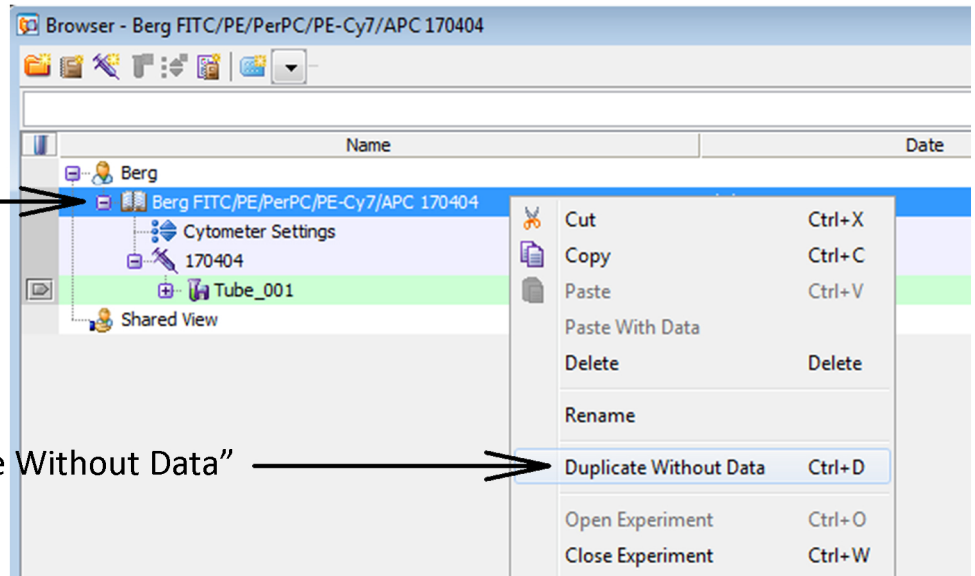 Browser - Berg FITC/PE/PerPC/PE-Cy7/APC 170404
Name Date
Berg
Berg FITC/PE/PerPC/PE-Cy7/APC 170404
Cytometer Settings
170404
Tube_001
Shared View
Cut Ctrl+X
Copy Ctrl+C
Paste Ctrl+V
Paste With Data
Delete Delete
Rename
e Without Data”
Duplicate Without Data Ctrl+D
Open Experiment Ctrl+O
Close Experiment Ctrl+W